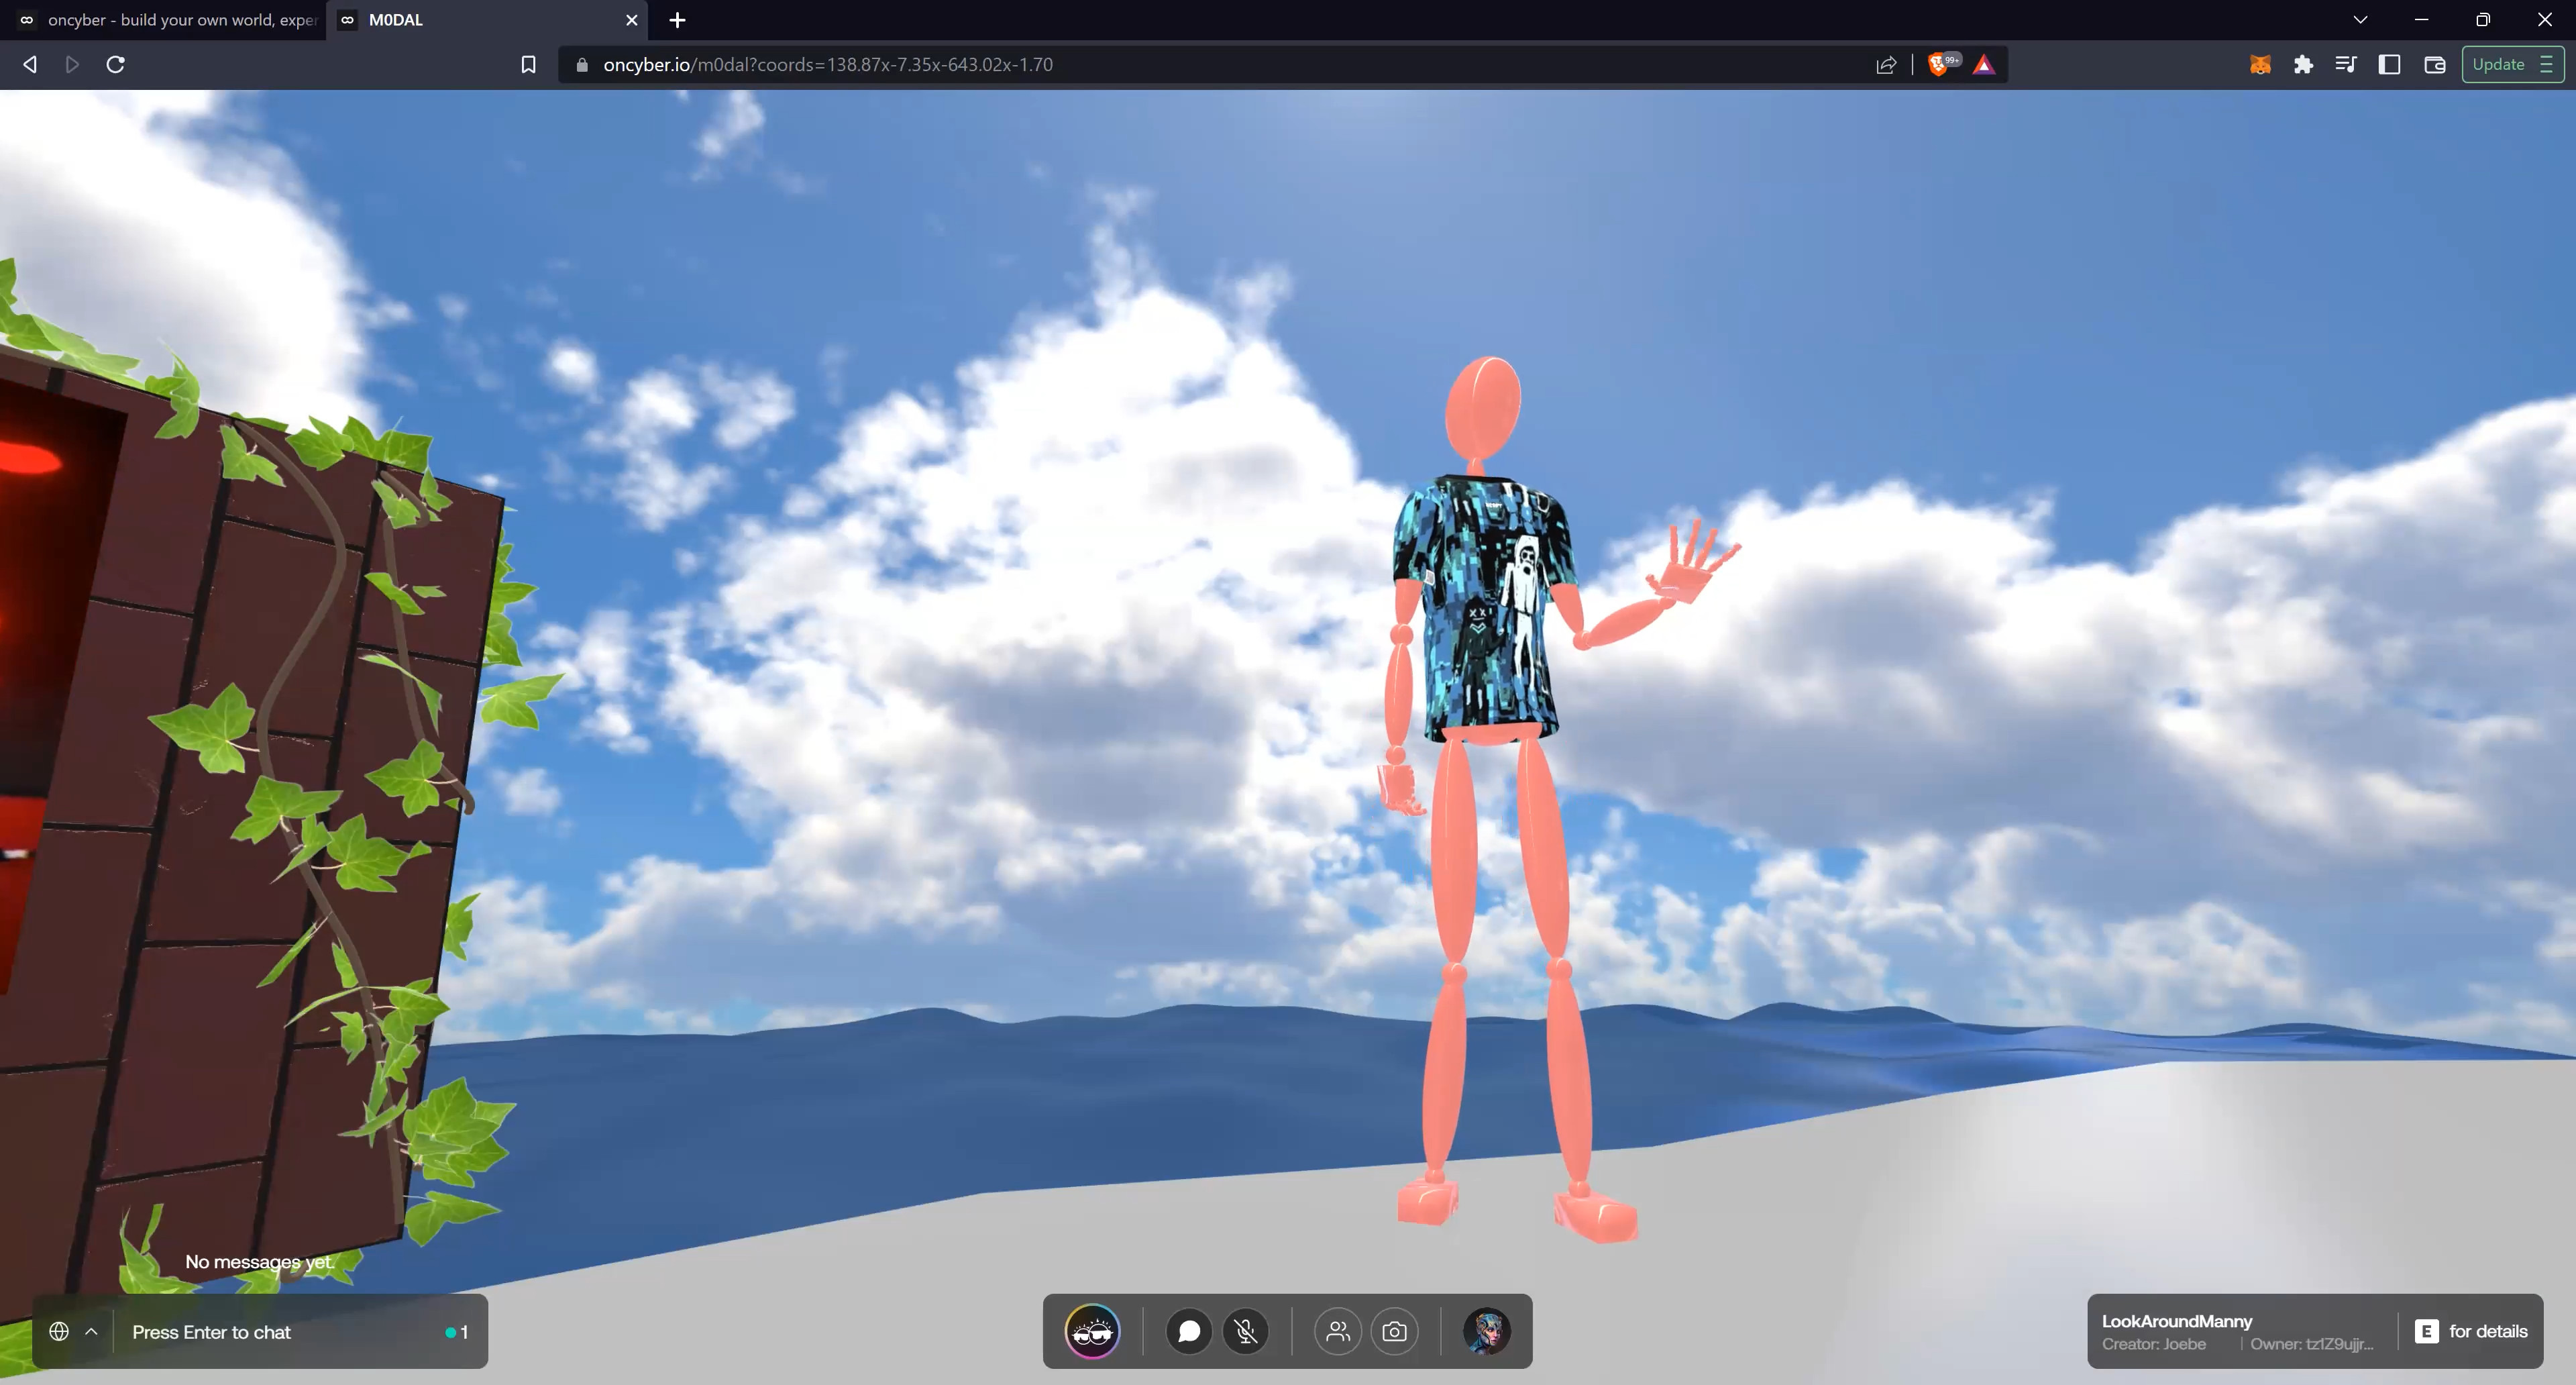 oncyber - build your own world, exper
M0DAL
oncyber.io/m0dal?coords=138.87x-7.35x-643.02x-1.70
99+
Update
No messages yet.
Press Enter to chat
1
LookAroundManny
Creator: Joebe
Owner: tz1Z9ujjr...
E
for details